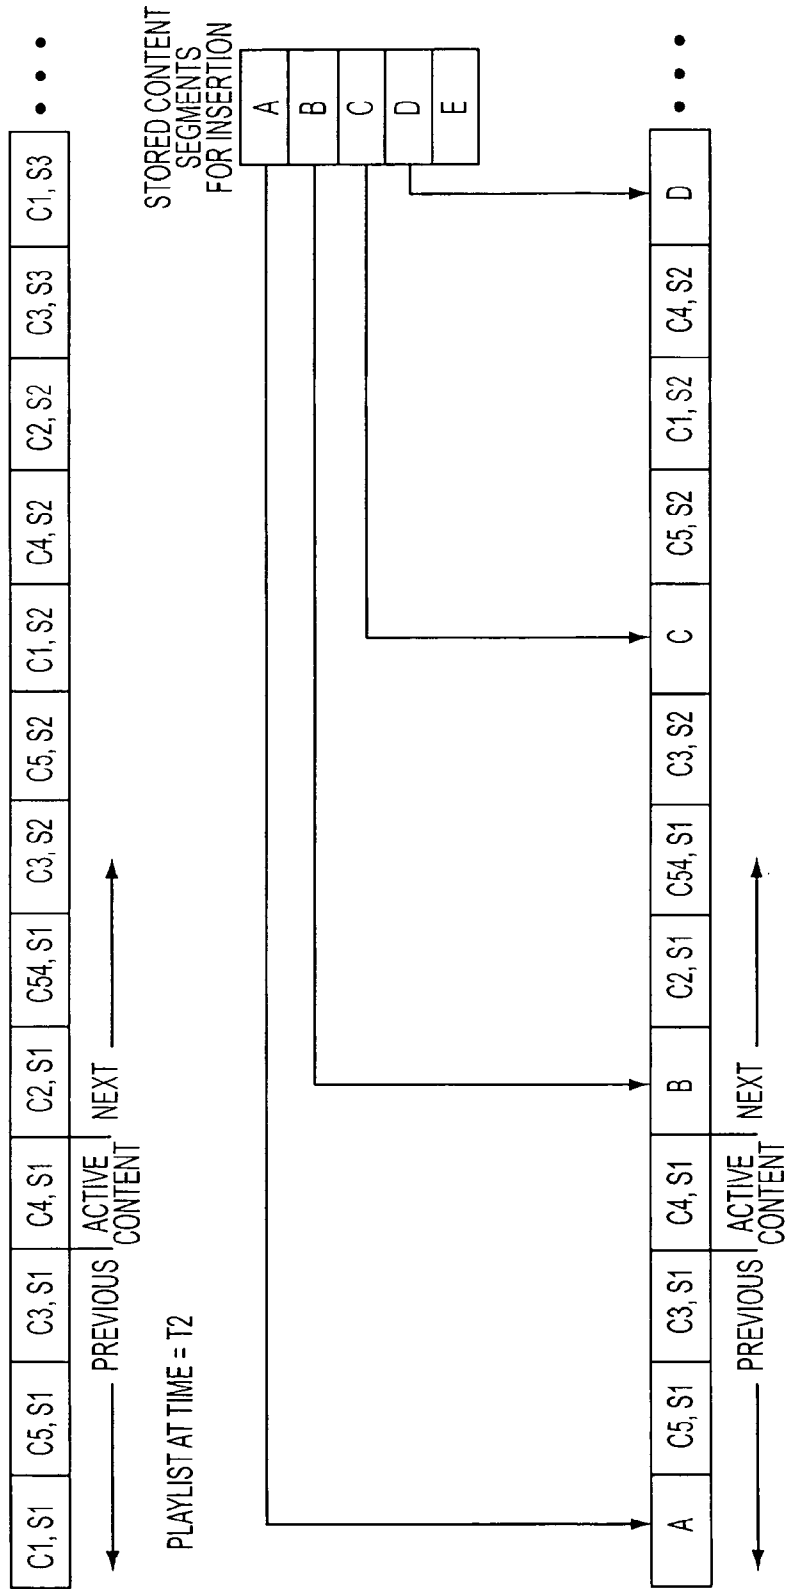 C1, S1
C5, S1
C3, S1
C4, S1
C2, S1
C54, S1
C3, S2
C5, S2
C1, S2
C4, S2
C2, S2
C3, S3
C1, S3
PREVIOUS
ACTIVE
CONTENT
NEXT
PLAYLIST AT TIME = T2
STORED CONTENT
SEGMENTS
FOR INSERTION
A
B
C
D
E
A
C5, S1
C3, S1
C4, S1
B
C2, S1
C54, S1
C3, S2
C
C5, S2
C1, S2
C4, S2
D
PREVIOUS
ACTIVE
CONTENT
NEXT